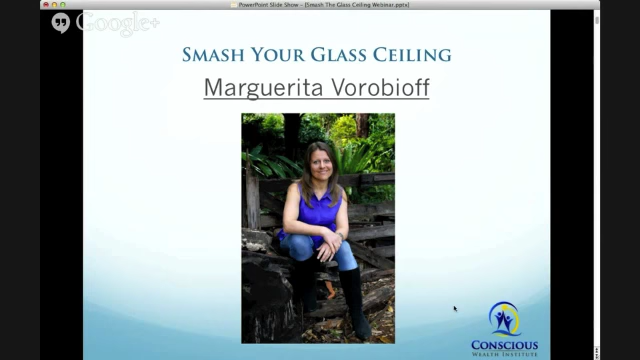 PowerPoint Slide Show - [Smash The Glass Ceiling Webinar.pptx]
Google+
SMASH YOUR GLASS CEILING
Marguerita Vorobioff
CONSCIOUS
WEALTH INSTITUTE